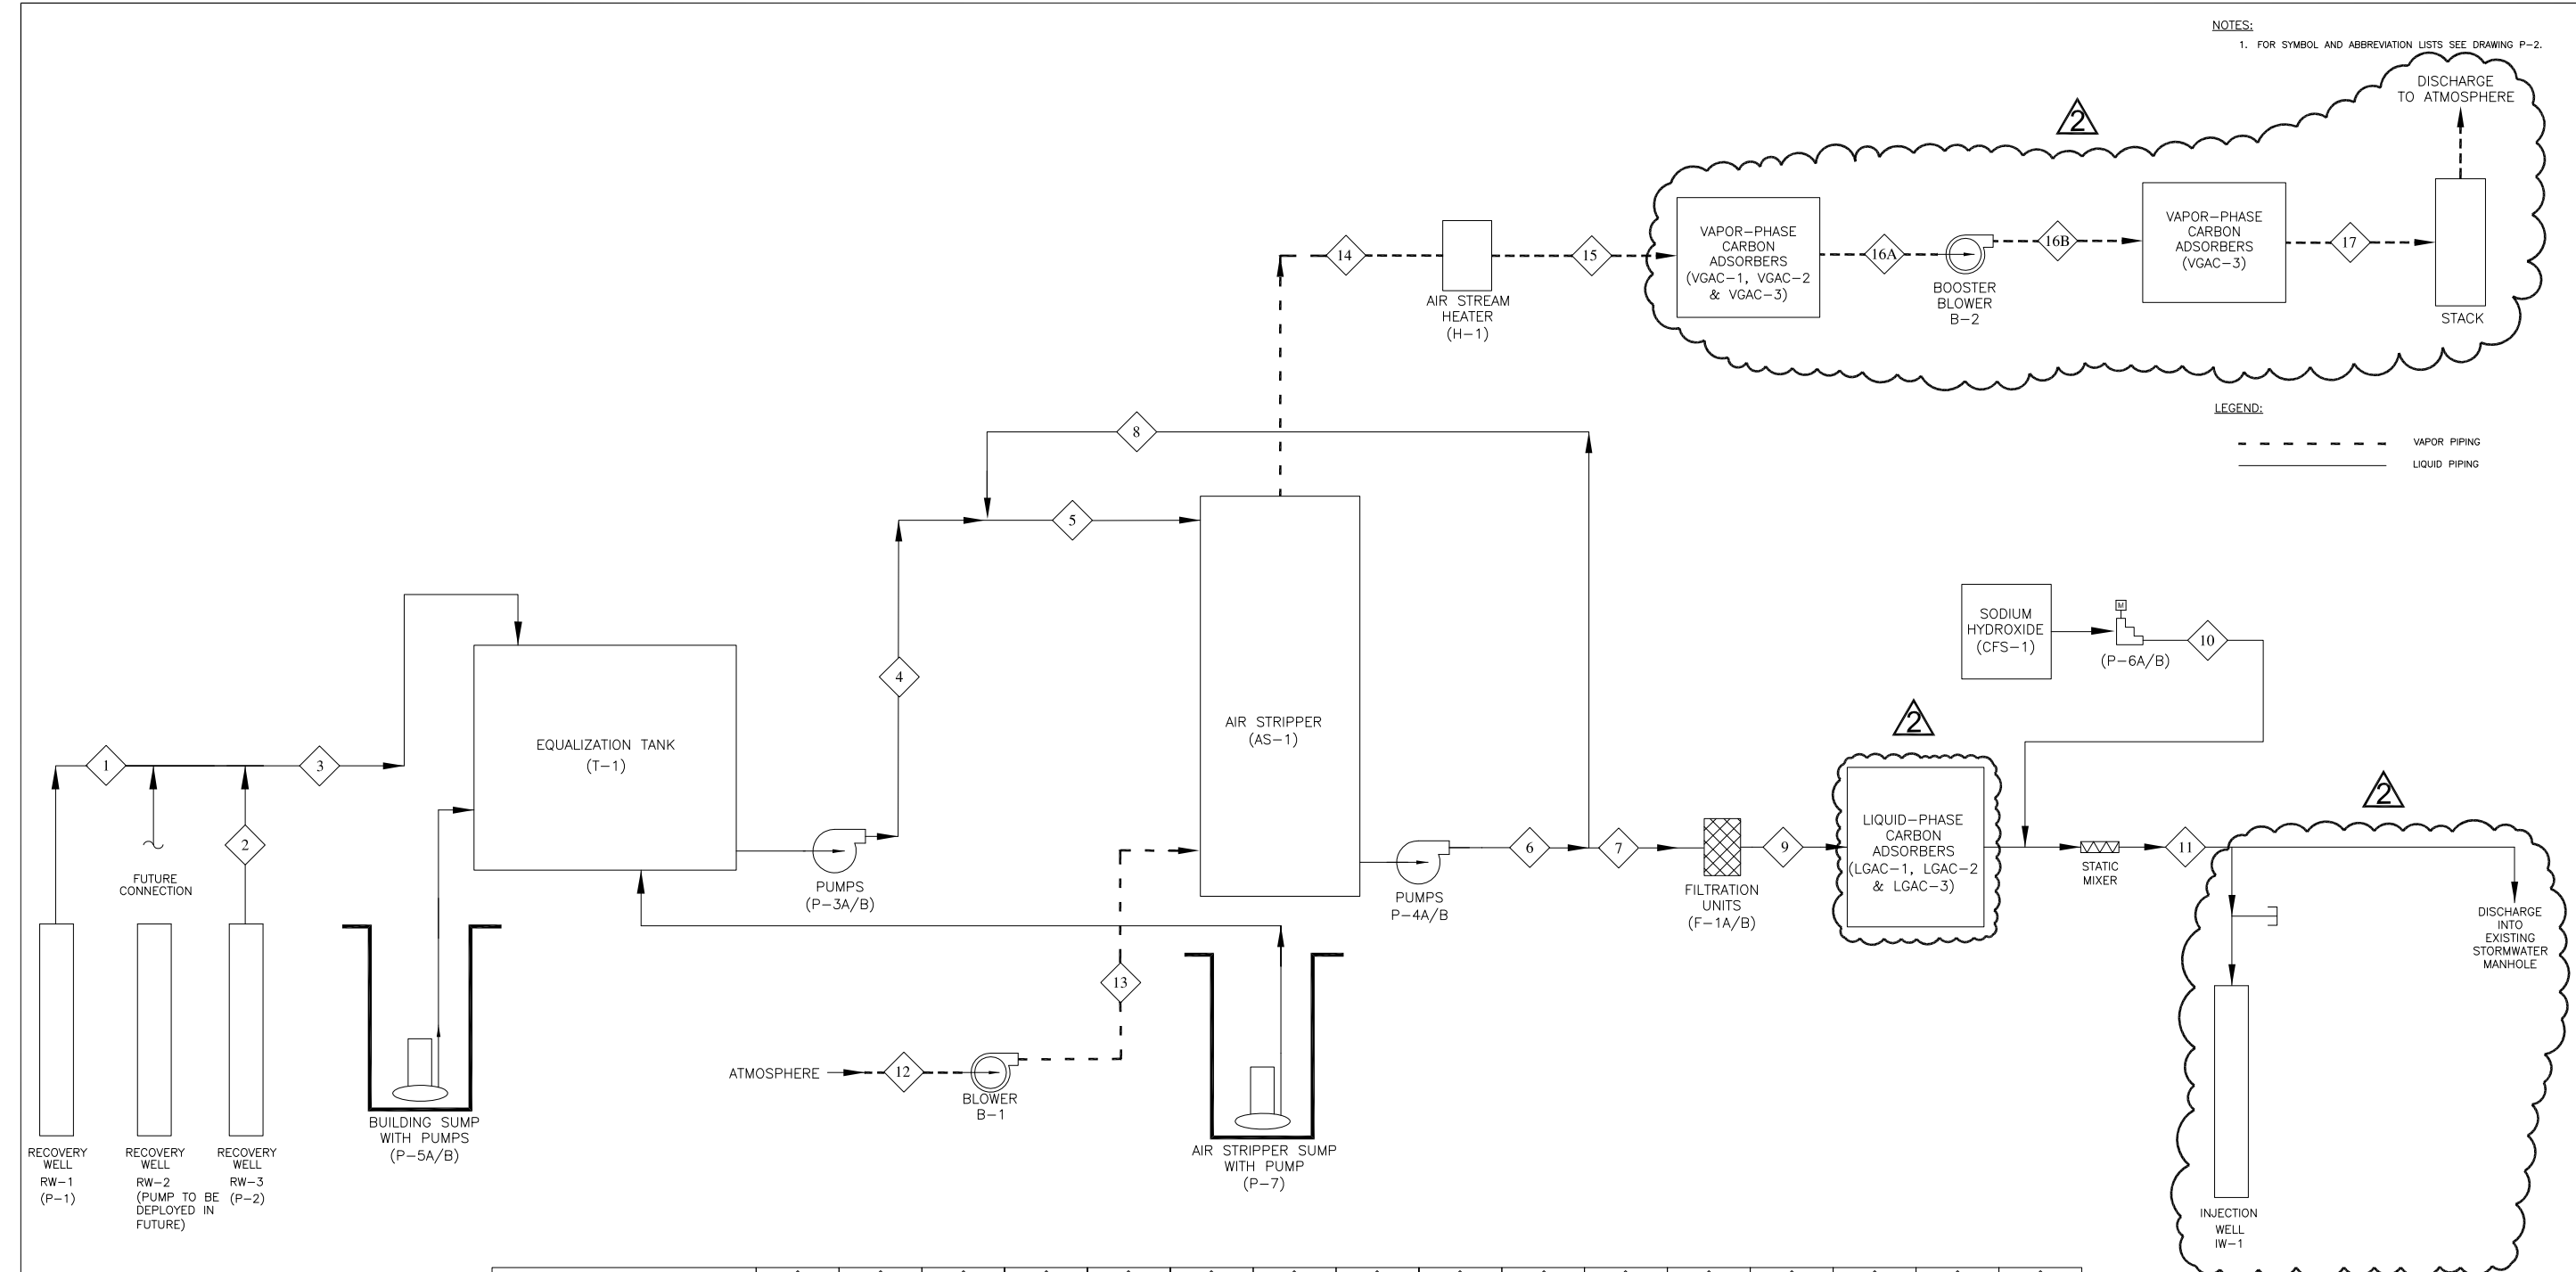 NOTES:
1. FOR SYMBOL AND ABBREVIATION LISTS SEE DRAWING P-2.
DISCHARGE
TO ATMOSPHERE
2
VAPOR-PHASE
CARBON
ADSORBERS
(VGAC-1, VGAC-2
& VGAC-3)
16A
BOOSTER
BLOWER
B-2
16B
VAPOR-PHASE
CARBON
ADSORBERS
(VGAC-3)
17
STACK
14
AIR STREAM
HEATER
(H-1)
15
LEGEND:
VAPOR PIPING
LIQUID PIPING
8
5
4
SODIUM
HYDROXIDE
(CFS-1)
M
(P-6A/B)
10
1
3
2
FUTURE
CONNECTION
EQUALIZATION TANK
(T-1)
PUMPS
(P-3A/B)
AIR STRIPPER
(AS-1)
PUMPS
P-4A/B
6
7
FILTRATION
UNITS
(F-1A/B)
9
2
LIQUID-PHASE
CARBON
ADSORBERS
(LGAC-1, LGAC-2
& LGAC-3)
STATIC
MIXER
11
2
DISCHARGE
INTO
EXISTING
STORMWATER
MANHOLE
13
ATMOSPHERE
12
BLOWER
B-1
RECOVERY
WELL
RW-1
(P-1)
RECOVERY
WELL
RW-2
(PUMP TO BE
DEPLOYED IN
FUTURE)
RECOVERY
WELL
RW-3
(P-2)
BUILDING SUMP
WITH PUMPS
(P-5A/B)
AIR STRIPPER SUMP
WITH PUMP
(P-7)
INJECTION
WELL
IW-1